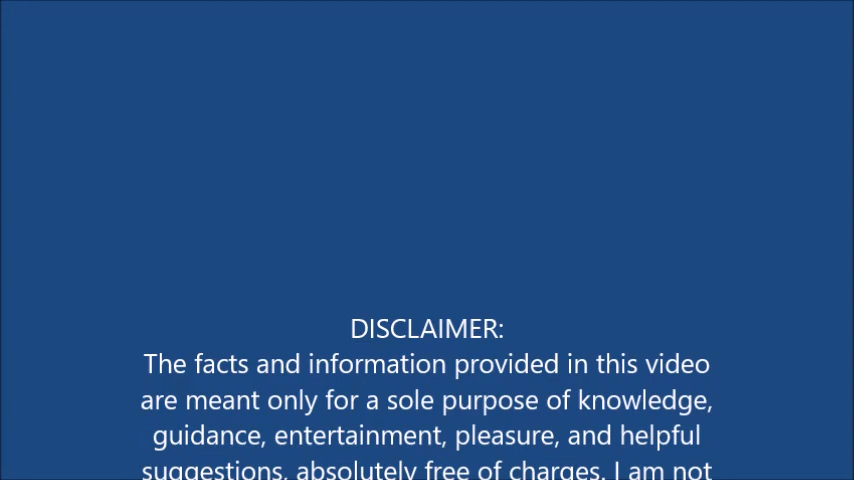 DISCLAIMER:
The facts and information provided in this video
are meant only for a sole purpose of knowledge,
guidance, entertainment, pleasure, and helpful
suggestions, absolutely free of charges. I am not